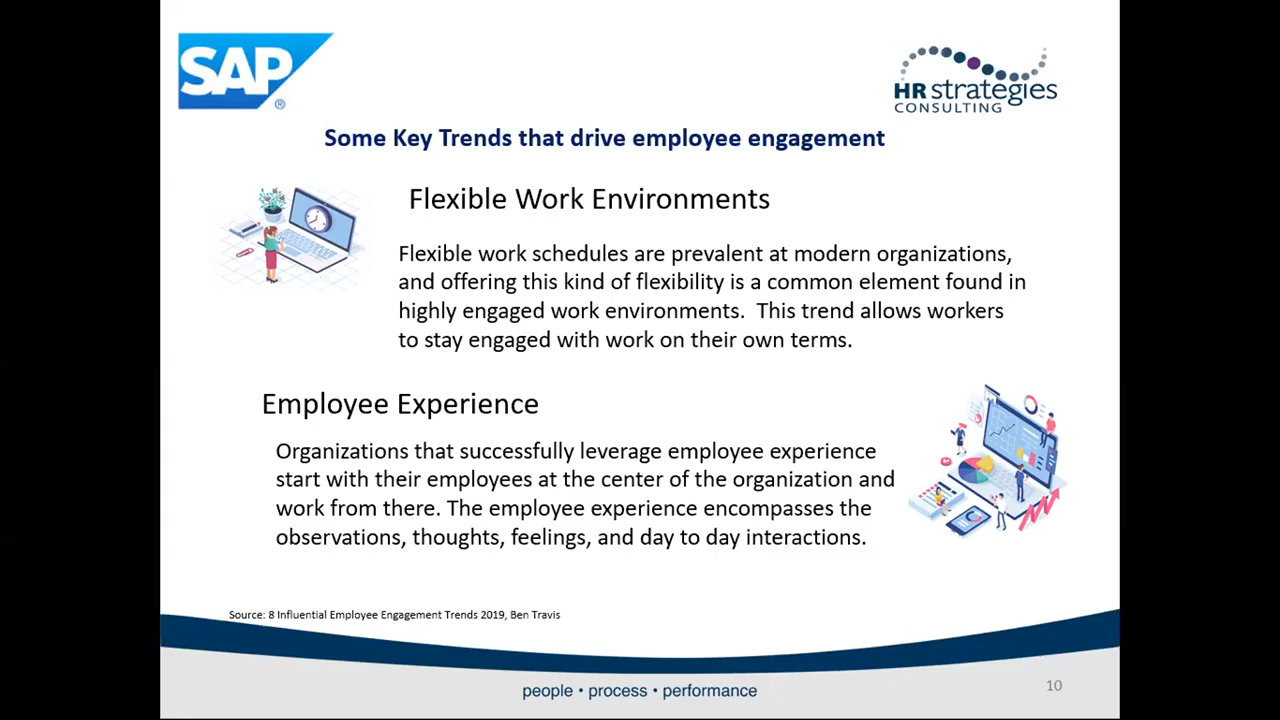 SAP®
HR strategies
CONSULTING
Some Key Trends that drive employee engagement
Flexible Work Environments
Flexible work schedules are prevalent at modern organizations,
and offering this kind of flexibility is a common element found in
highly engaged work environments.  This trend allows workers
to stay engaged with work on their own terms.
Employee Experience
Organizations that successfully leverage employee experience
start with their employees at the center of the organization and
work from there. The employee experience encompasses the
observations, thoughts, feelings, and day to day interactions.
Source: 8 Influential Employee Engagement Trends 2019, Ben Travis
people • process • performance
10